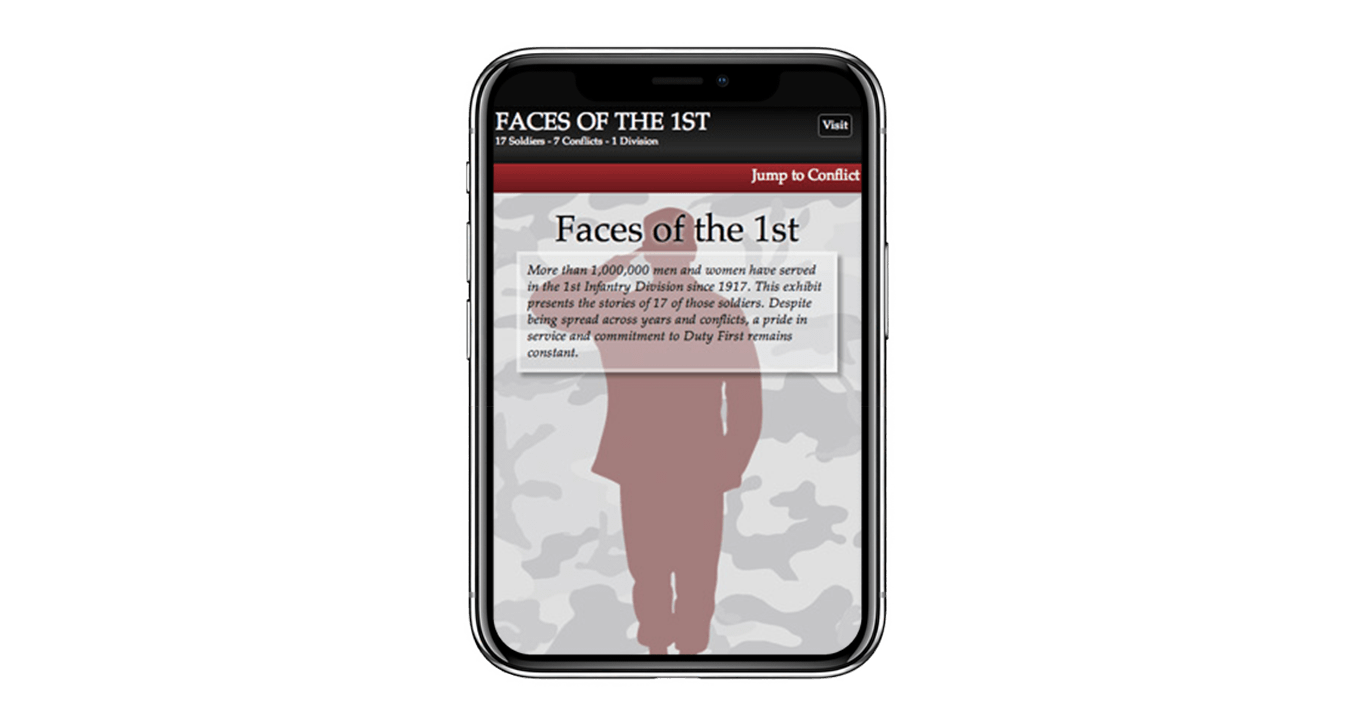 FACES OF THE 1ST
Visit
17 Soldiers - 7 Conflicts - 1 Division
Jump to Conflict
Faces of the 1st
More than 1,000,000 men and women have served
in the 1st Infantry Division since 1917. This exhibit
presents the stories of 17 of those soldiers. Despite
being spread across years and conflicts, a pride in
service and commitment to Duty First remains
constant.